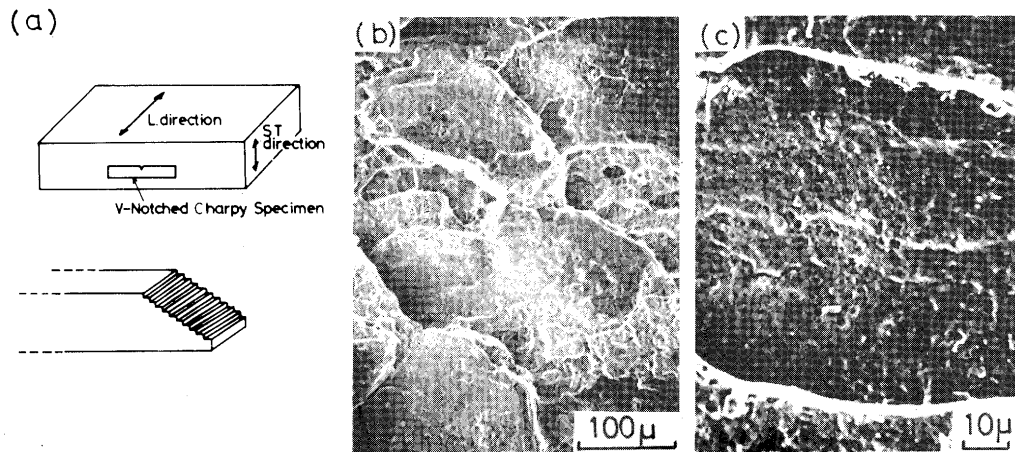 (a)
L.direction
S.T
direction
V-Notched Charpy Specimen
(b)
100μ
(c)
10μ